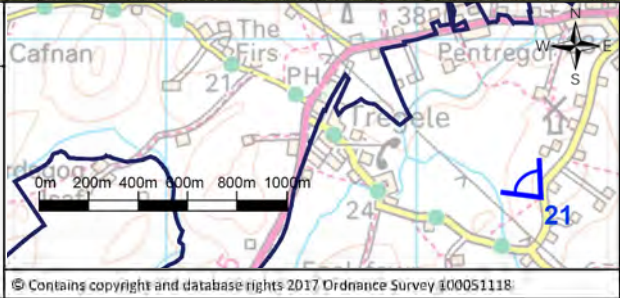 38
N
Cafnan
The
Firs
Pentregof
W
E
S
21
PH
Tregele
0m 200m 400m 600m 800m 1000m
24
21
© Contains copyright and database rights 2017 Ordnance Survey 100051118